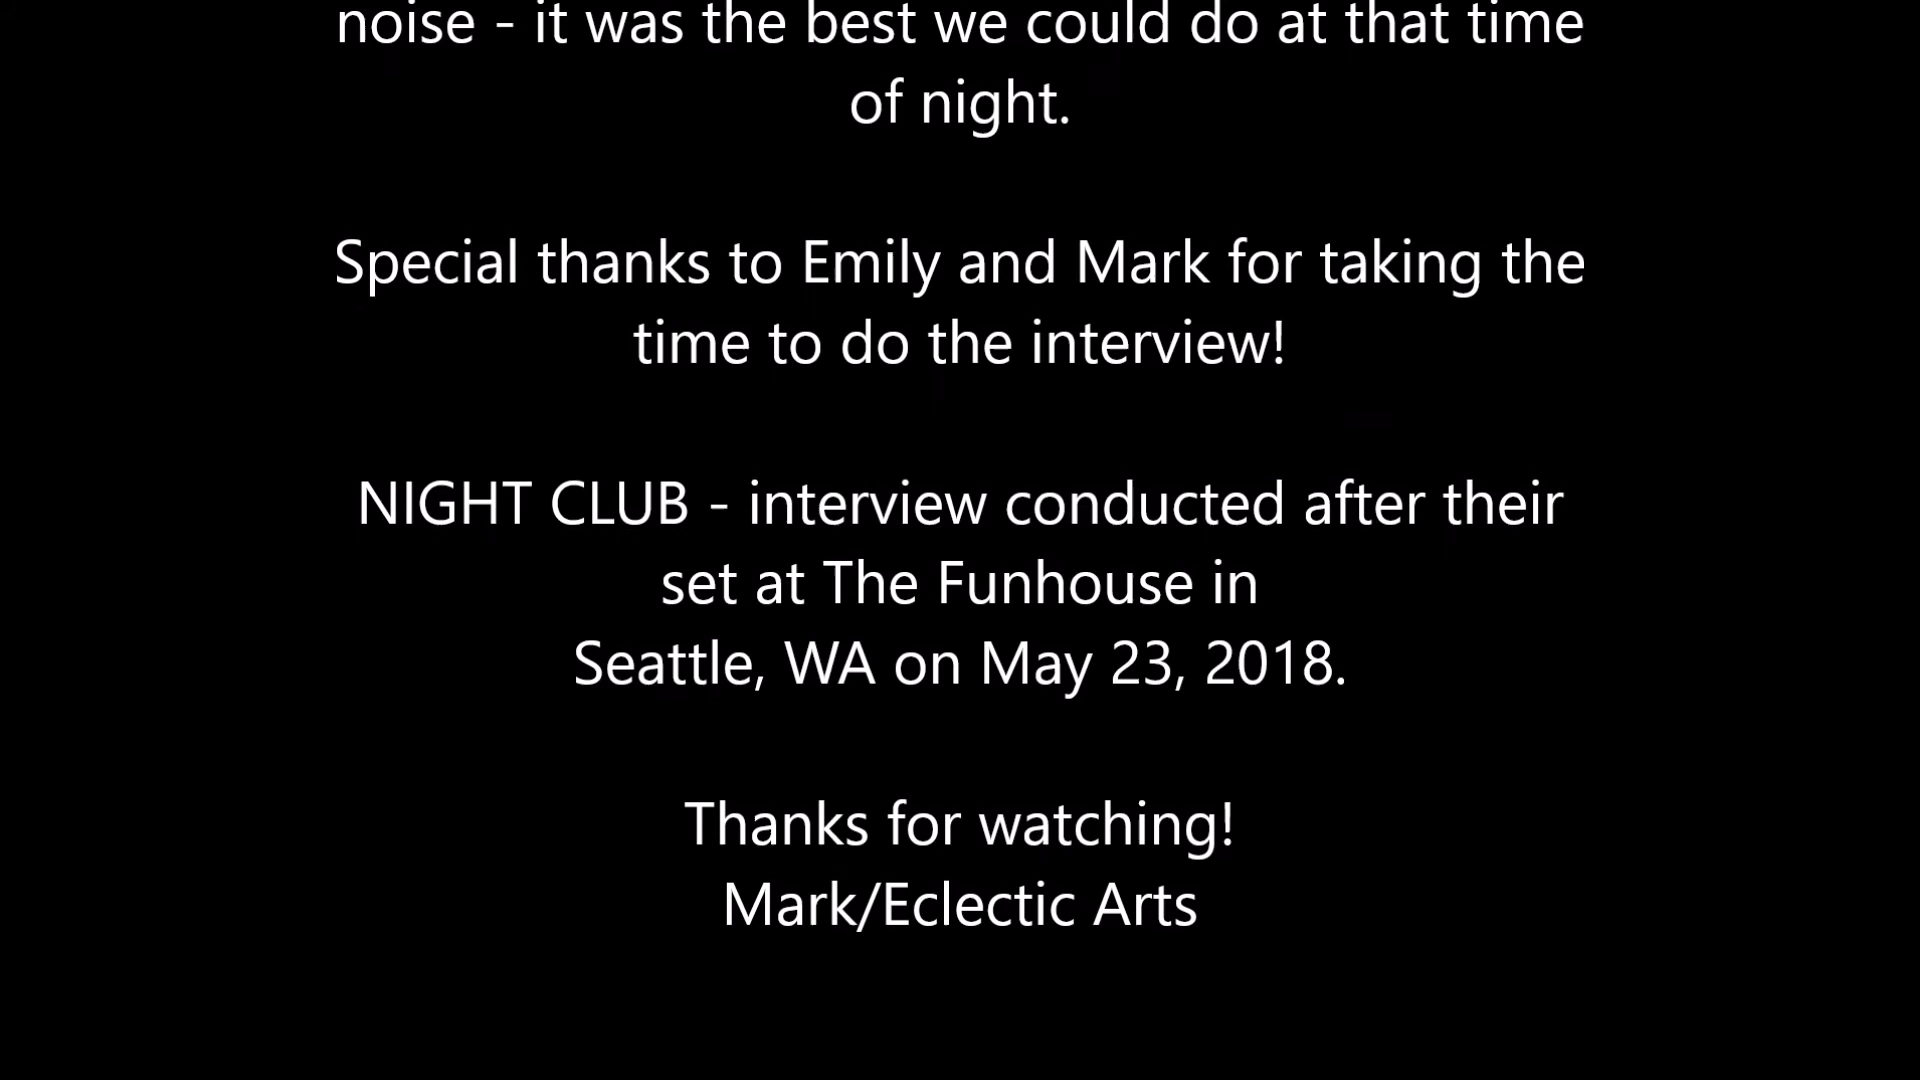 noise - it was the best we could do at that time
of night.
Special thanks to Emily and Mark for taking the
time to do the interview!
NIGHT CLUB - interview conducted after their
set at The Funhouse in
Seattle, WA on May 23, 2018.
Thanks for watching!
Mark/Eclectic Arts